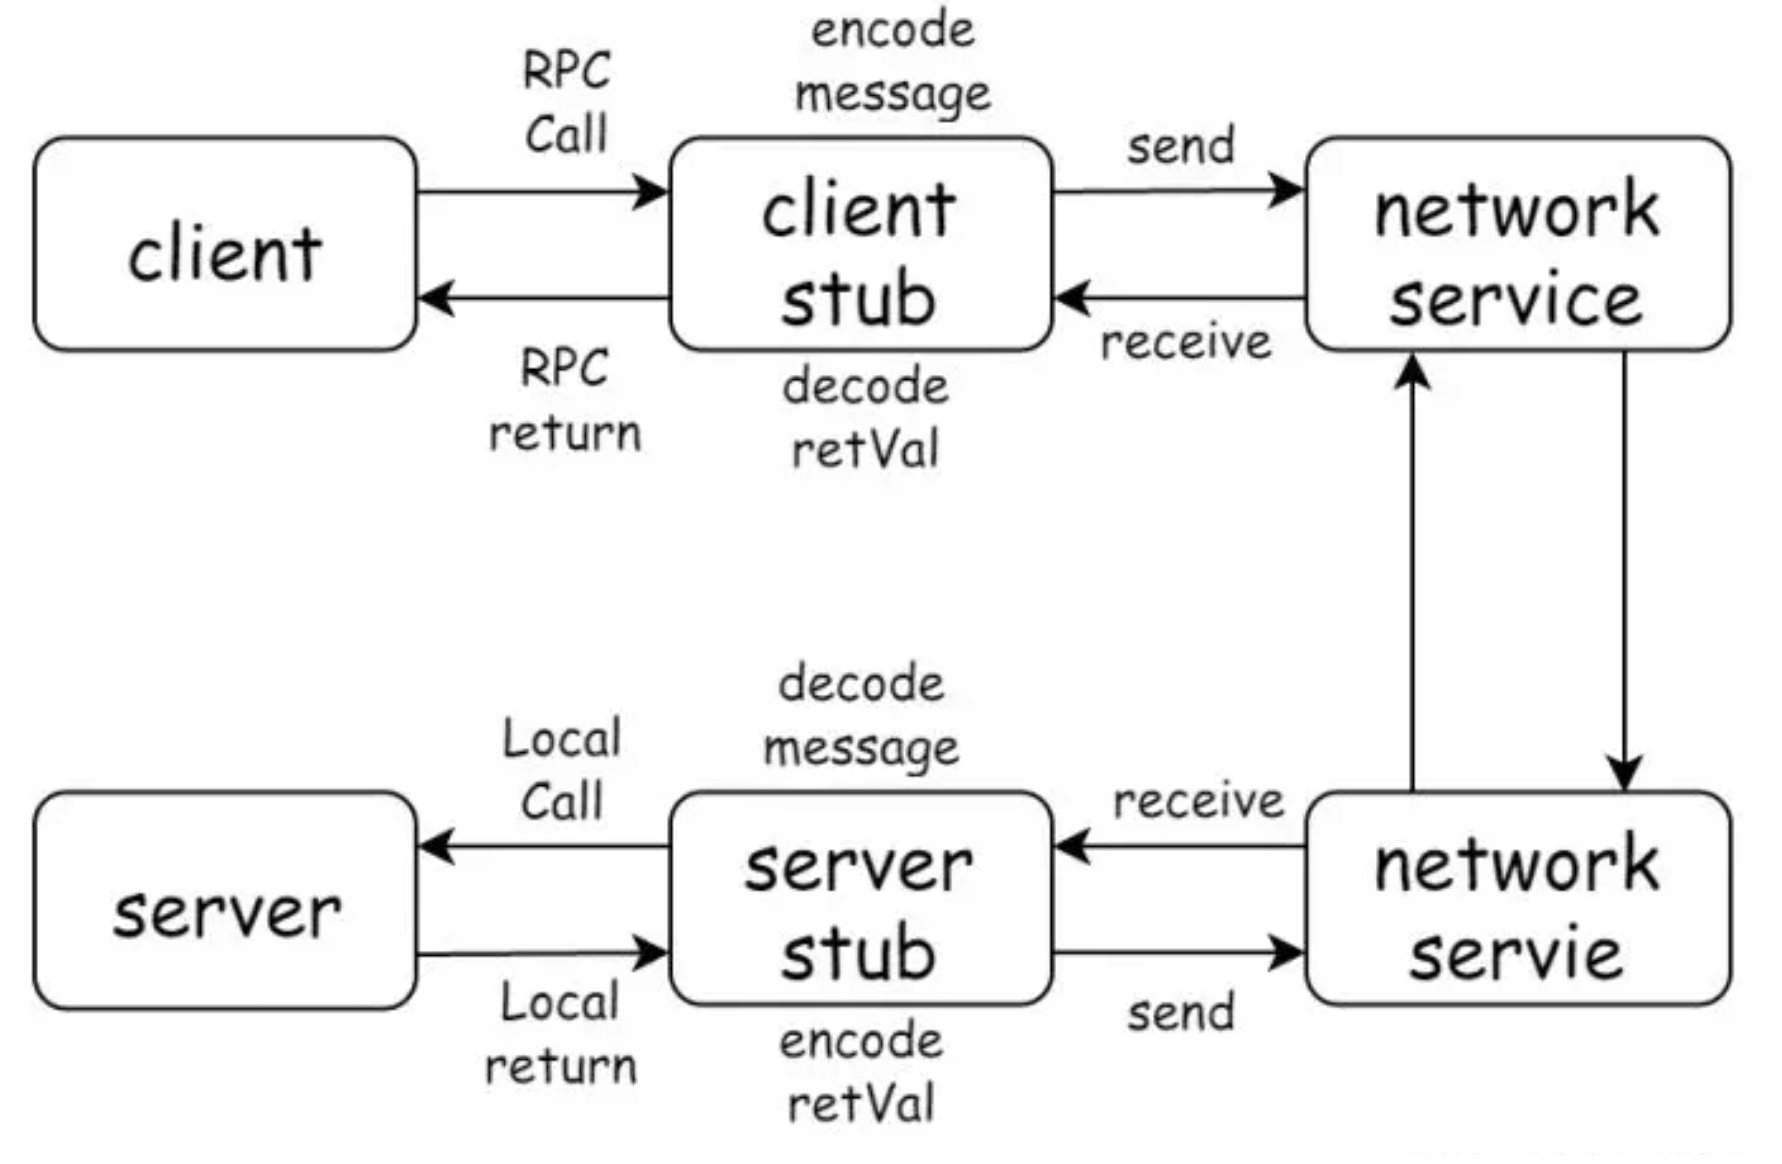 encode
message
RPC
Call
send
client
client
stub
network
service
receive
RPC
return
decode
retVal
decode
message
Local
Call
receive
server
server
stub
network
servie
send
Local
return
encode
retVal